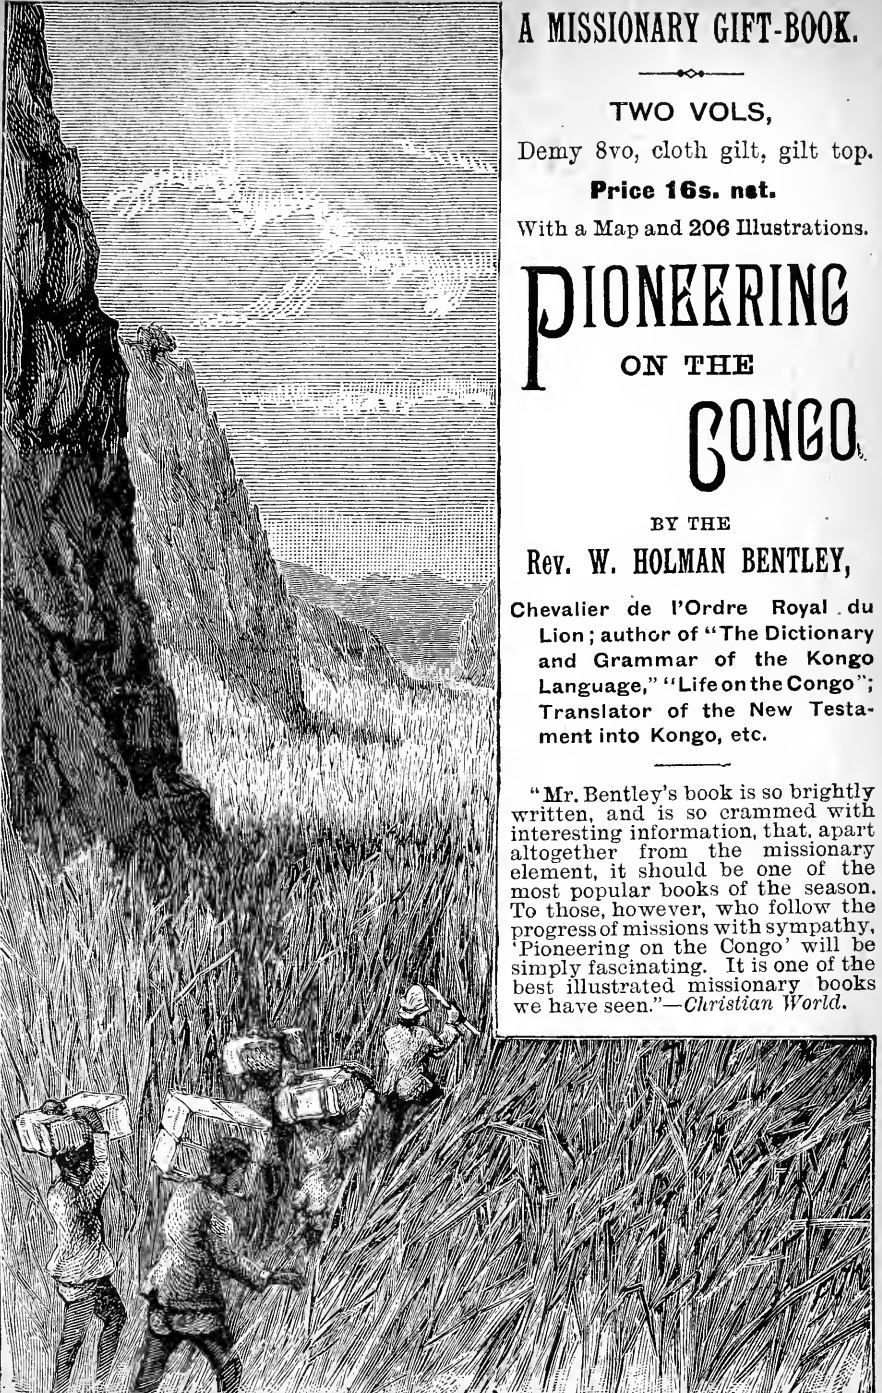 A MISSIONARY GIFT-BOOK.
TWO VOLS,
Demy 8vo, cloth gilt, gilt top.
Price 16s. net.
With a Map and 206 Illustrations.
PIONEERING
ON THE
CONGO.
BY THE
Rev. W. HOLMAN BENTLEY,
Chevalier de l'Ordre Royal du
Lion; author of "The Dictionary
and Grammar of the Kongo
Language," "Life on the Congo";
Translator of the New Testa-
ment into Kongo, etc.
"Mr. Bentley's book is so brightly
written, and is so crammed with
interesting information, that, apart
altogether from the missionary
element, it should be one of the
most popular books of the season.
To those, however, who follow the
progress of missions with sympathy,
'Pioneering on the Congo' will be
simply fascinating. It is one of the
best illustrated missionary books
we have seen."—Christian World.